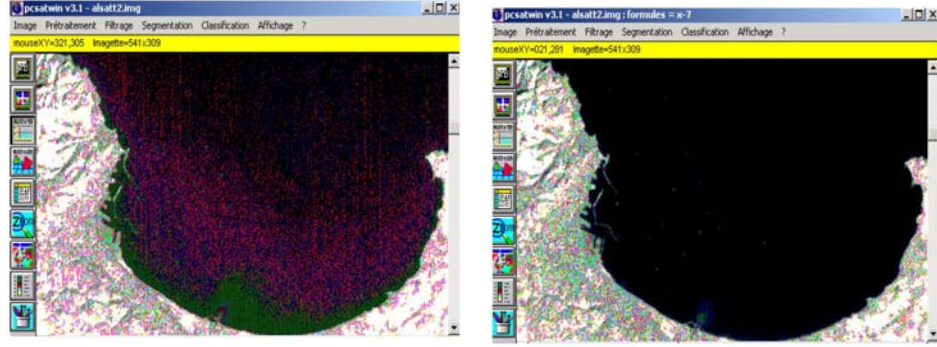 pcsatwin v3.1 - alsatt2.img
Image Prétraitement Filtrage Segmentation Classification Affichage ?
mouseXY=321,305 Imagette=541x309
pcsatwin v3.1 - alsatt2.img : formules = x-7
Image Prétraitement Filtrage Segmentation Classification Affichage ?
mouseXY=021,281 Imagette=541x309